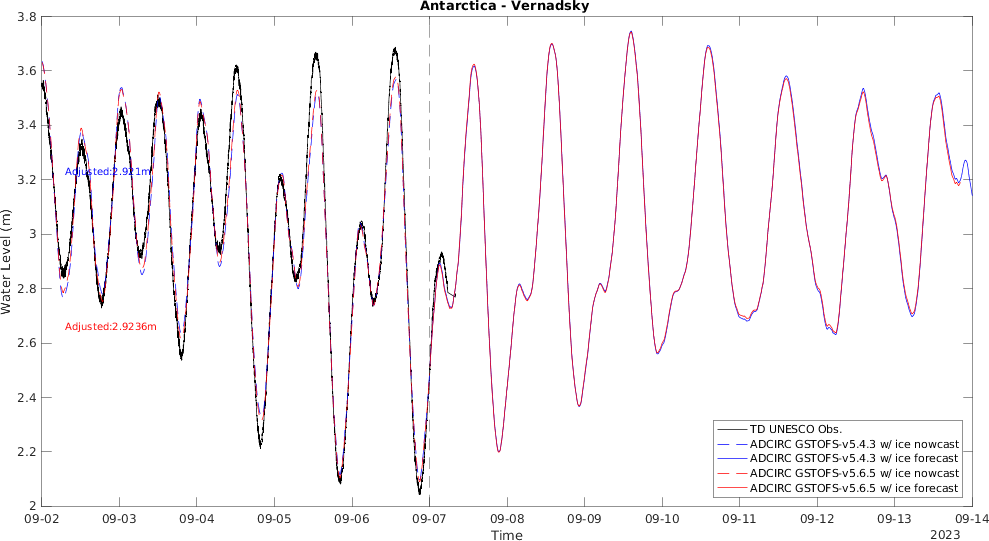 Antarctica - Vernadsky
3.8
3.6
3.4
3.2
3
2.8
2.6
2.4
2.2
2
Water Level (m)
Adjusted:2.921m
Adjusted:2.9236m
TD UNESCO Obs.
ADCIRC GSTOFS-v5.4.3 w/ ice nowcast
ADCIRC GSTOFS-v5.4.3 w/ ice forecast
ADCIRC GSTOFS-v5.6.5 w/ ice nowcast
ADCIRC GSTOFS-v5.6.5 w/ ice forecast
09-02 09-03 09-04 09-05 09-06 09-07 09-08 09-09 09-10 09-11 09-12 09-13 09-14
Time
2023